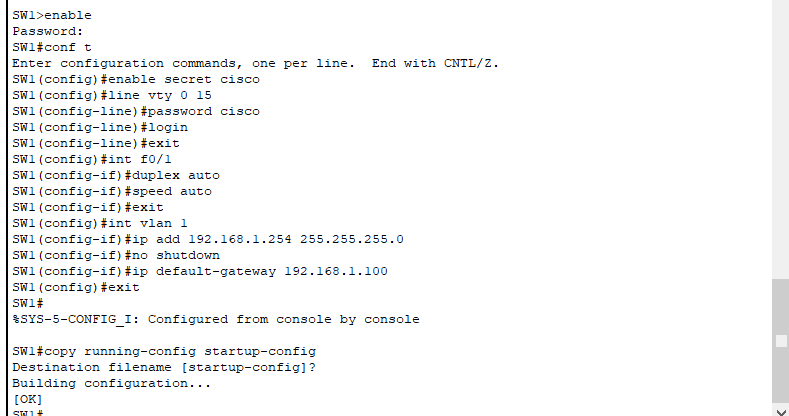 SW1>enable
Password:
SW1#conf t
Enter configuration commands, one per line.  End with CNTL/Z.
SW1(config)#enable secret cisco
SW1(config)#line vty 0 15
SW1(config-line)#password cisco
SW1(config-line)#login
SW1(config-line)#exit
SW1(config)#int f0/1
SW1(config-if)#duplex auto
SW1(config-if)#speed auto
SW1(config-if)#exit
SW1(config)#int vlan 1
SW1(config-if)#ip add 192.168.1.254 255.255.255.0
SW1(config-if)#no shutdown
SW1(config-if)#ip default-gateway 192.168.1.100
SW1(config)#exit
SW1#
%SYS-5-CONFIG_I: Configured from console by console
SW1#copy running-config startup-config
Destination filename [startup-config]?
Building configuration...
[OK]
SW1#